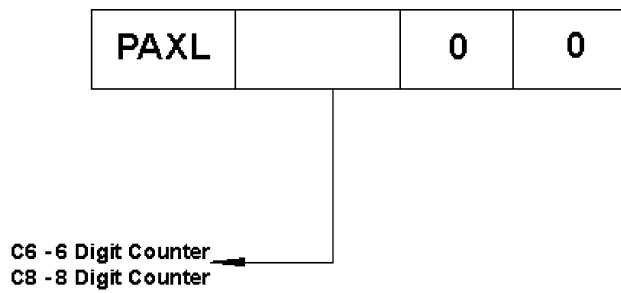 PAXL 0 0
C6 - 6 Digit Counter
C8 - 8 Digit Counter